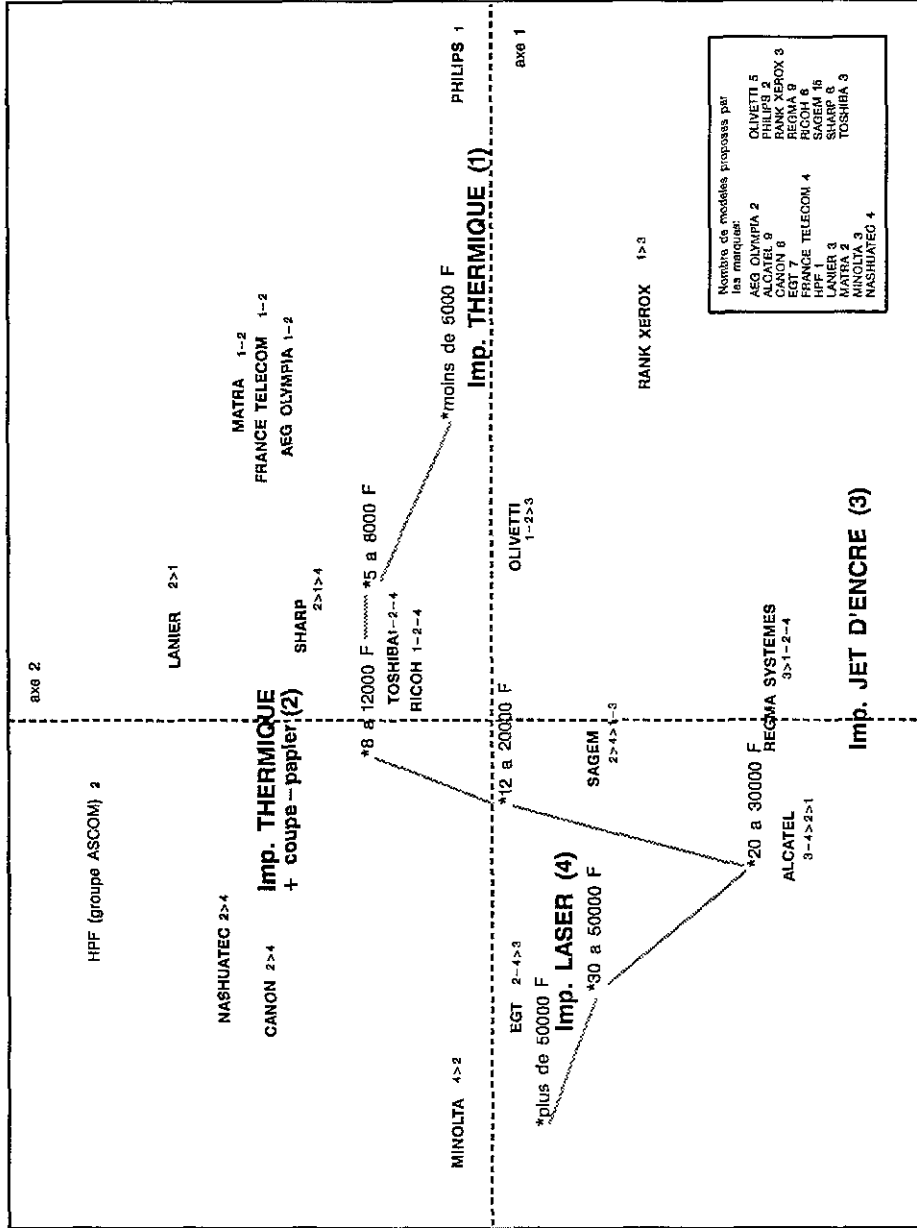 axe 2
HPF (groupe ASCOM) 2
LANIER 2>1
NASHUATEC 2>4
MATRA 1-2
FRANCE TELECOM 1-2
AEG OLYMPIA 1-2
CANON 2>4
Imp. THERMIQUE
+ coupe-papier (2)
SHARP
2>1>4
*8 a 12000 F
*5 a 8000 F
TOSHIBA 1-2-4
RICOH 1-2-4
*moins de 5000 F
MINOLTA 4>2
PHILIPS 1
Imp. THERMIQUE (1)
axe 1
EGT 2-4>3
*12 a 20000 F
OLIVETTI
1-2>3
*plus de 50000 F
Imp. LASER (4)
*30 a 50000 F
SAGEM
2>4>1-3
RANK XEROX 1>3
*20 a 30000 F
REGMA SYSTEMES
3>1-2-4
ALCATEL
3-4>2>1
Imp. JET D'ENCRE (3)
Nombre de modeles proposes par
les marques:
AEG OLYMPIA 2
ALCATEL 9
CANON 6
EGT 7
FRANCE TELECOM 4
HPF 1
LANIER 3
MATRA 2
MINOLTA 3
NASHUATEC 4
OLIVETTI 5
PHILIPS 2
RANK XEROX 3
REGMA 9
RICOH 6
SAGEM 15
SHARP 6
TOSHIBA 3